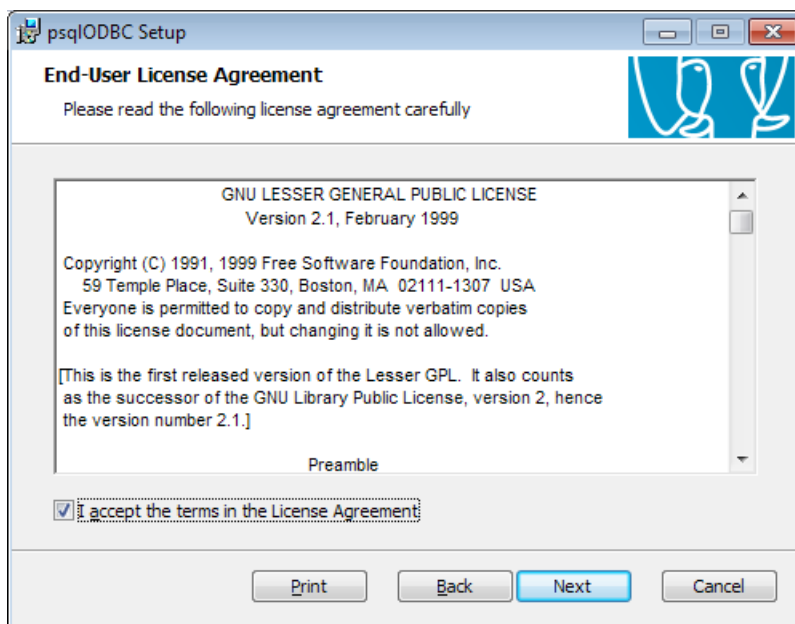 psqlODBC Setup
End-User License Agreement
Please read the following license agreement carefully
GNU LESSER GENERAL PUBLIC LICENSE
Version 2.1, February 1999
Copyright (C) 1991, 1999 Free Software Foundation, Inc.
59 Temple Place, Suite 330, Boston, MA 02111-1307 USA
Everyone is permitted to copy and distribute verbatim copies
of this license document, but changing it is not allowed.
[This is the first released version of the Lesser GPL. It also counts
as the successor of the GNU Library Public License, version 2, hence
the version number 2.1.]
Preamble
I accept the terms in the License Agreement
Print Back Next Cancel